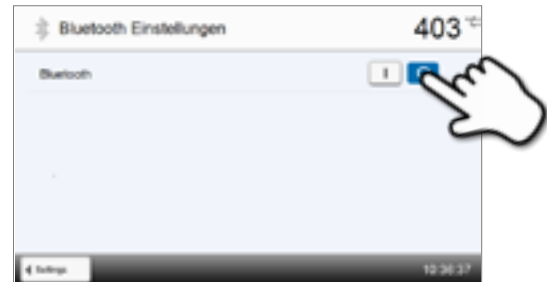 Bluetooth Einstellungen
403 °C
Bluetooth
I
Settings
10:36:37